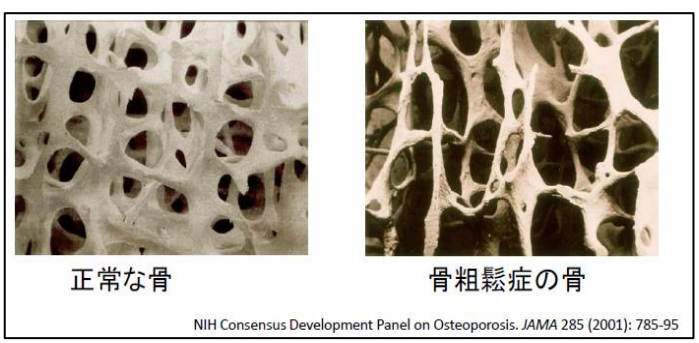 正常な骨
骨粗鬆症の骨
NIH Consensus Development Panel on Osteoporosis. JAMA 285 (2001): 785-95